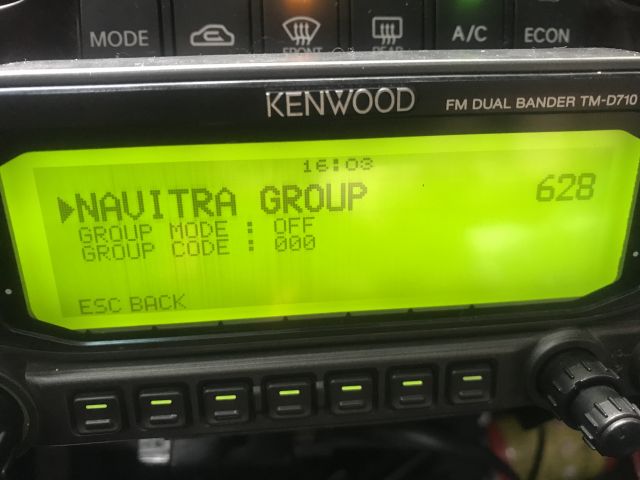 MODE
FRONT
REAR
A/C
ECON
KENWOOD
FM DUAL BANDER TM-D710
16:03
▶NAVITRA GROUP 628
GROUP MODE : OFF
GROUP CODE : 000
ESC BACK